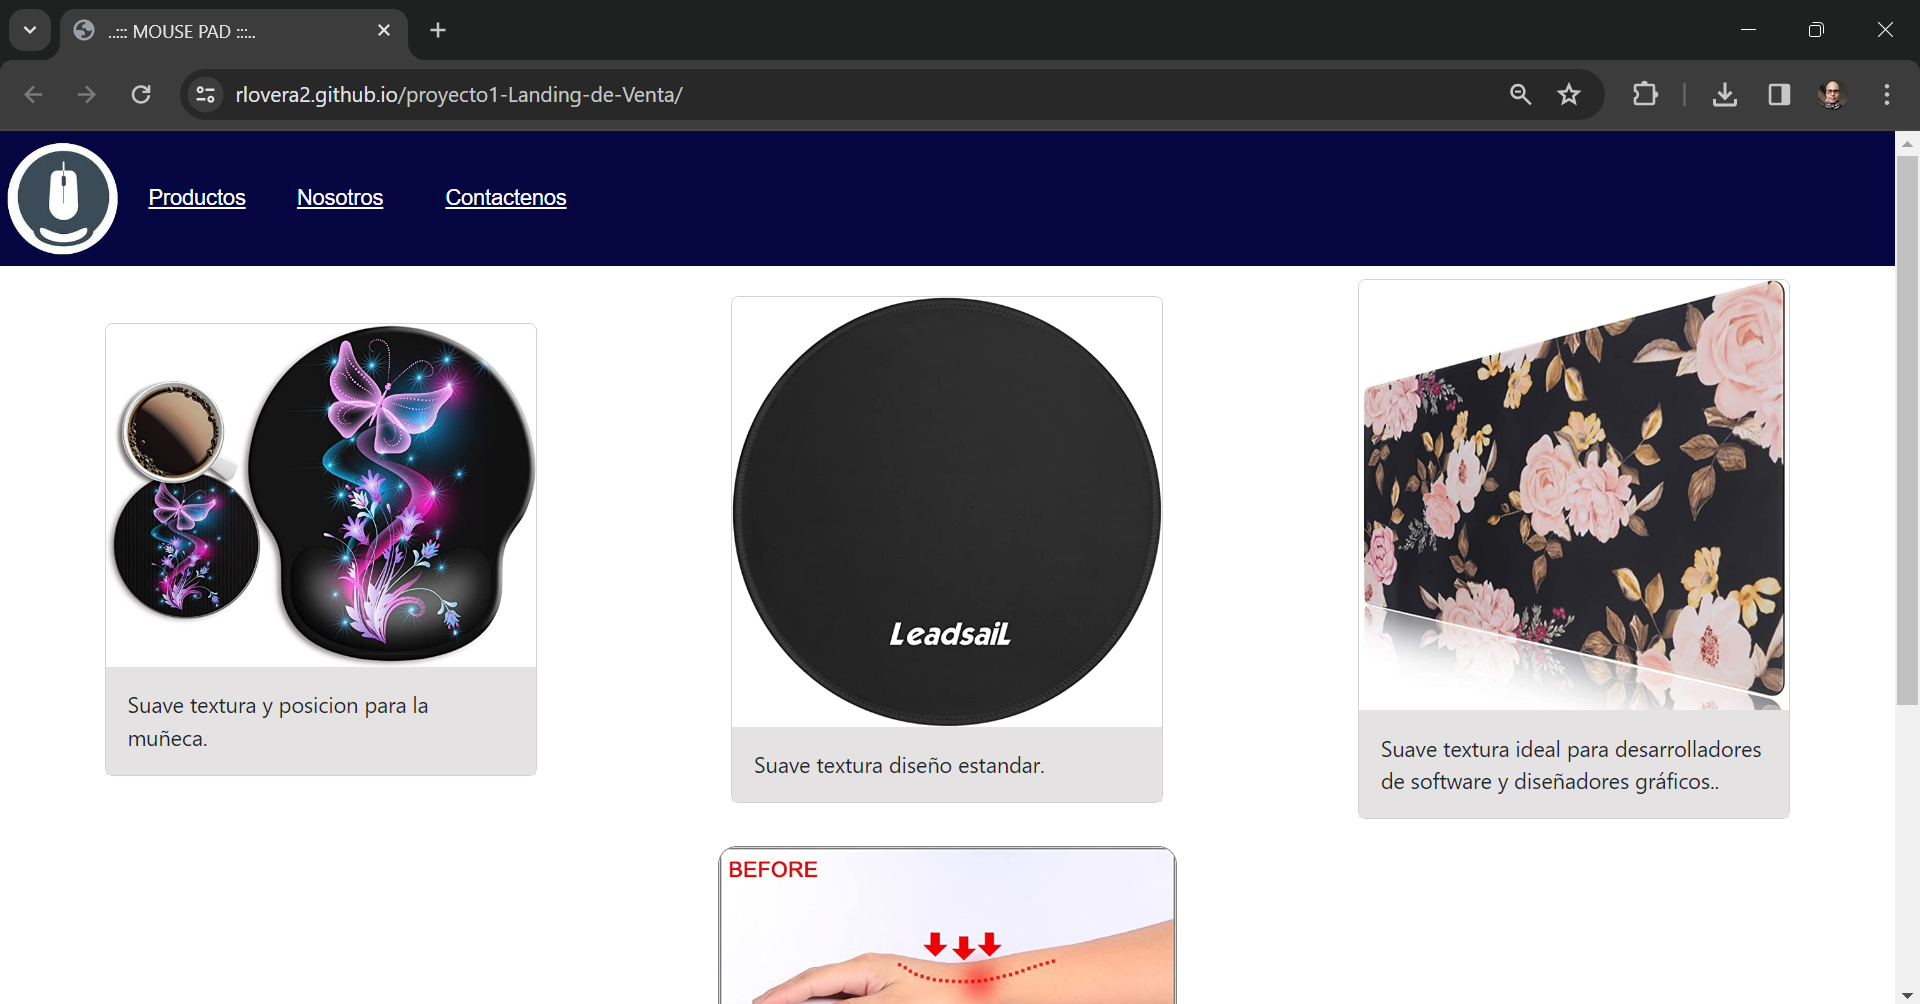 ..::: MOUSE PAD :::..
rlovera2.github.io/proyecto1-Landing-de-Venta/
Productos
Nosotros
Contactenos
Leadsail
Suave textura y posicion para la
muñeca.
Suave textura diseño estandar.
Suave textura ideal para desarrolladores
de software y diseñadores gráficos..
BEFORE